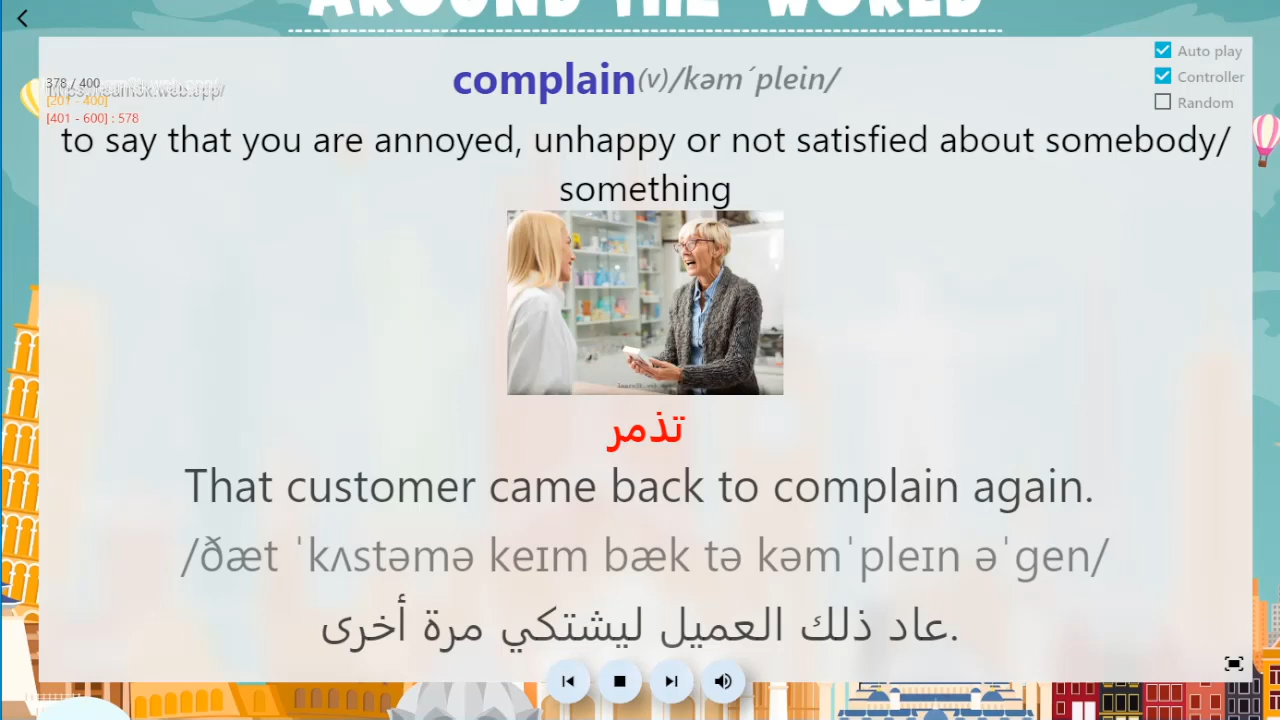 AROUND THE WORLD
Auto play
Controller
Random
378 / 400
[201 - 400]
[401 - 600] : 578
complain(v)/kəm´plein/
to say that you are annoyed, unhappy or not satisfied about somebody/
something
تذمر
That customer came back to complain again.
/ðæt ˈkʌstəmə keɪm bæk tə kəmˈpleɪn əˈgen/
عاد ذلك العميل ليشتكي مرة أخرى.